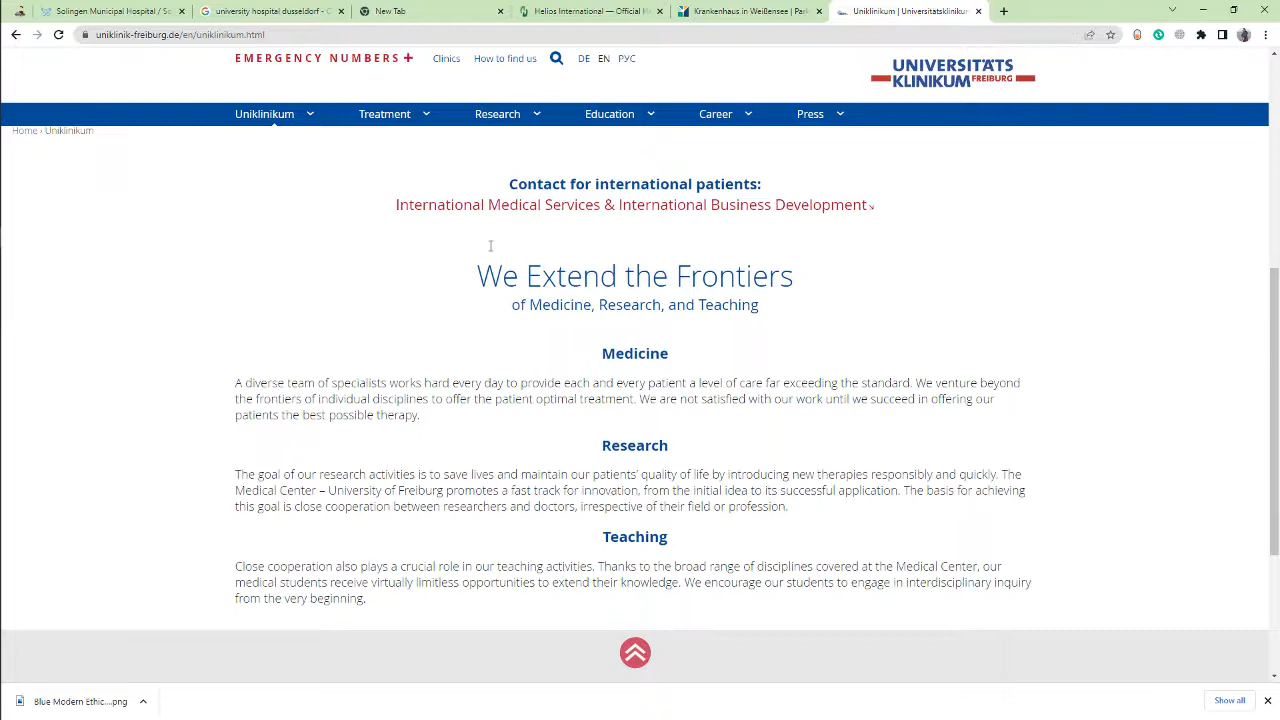 Solingen Municipal Hospital / So
university hospital dusseldorf - G
New Tab
Helios International — Official H
Krankenhaus in Weißensee | Park
Uniklinikum | Universitätsklinikum
uniklinik-freiburg.de/en/uniklinikum.html
EMERGENCY NUMBERS
Clinics
How to find us
DE EN РУС
UNIVERSITÄTS
KLINIKUM FREIBURG
Uniklinikum
Treatment
Research
Education
Career
Press
Home › Uniklinikum
Contact for international patients:
International Medical Services & International Business Development
We Extend the Frontiers
of Medicine, Research, and Teaching
Medicine
A diverse team of specialists works hard every day to provide each and every patient a level of care far exceeding the standard. We venture beyond
the frontiers of individual disciplines to offer the patient optimal treatment. We are not satisfied with our work until we succeed in offering our
patients the best possible therapy.
Research
The goal of our research activities is to save lives and maintain our patients’ quality of life by introducing new therapies responsibly and quickly. The
Medical Center – University of Freiburg promotes a fast track for innovation, from the initial idea to its successful application. The basis for achieving
this goal is close cooperation between researchers and doctors, irrespective of their field or profession.
Teaching
Close cooperation also plays a crucial role in our teaching activities. Thanks to the broad range of disciplines covered at the Medical Center, our
medical students receive virtually limitless opportunities to extend their knowledge. We encourage our students to engage in interdisciplinary inquiry
from the very beginning.
Blue Modern Ethic....png
Show all